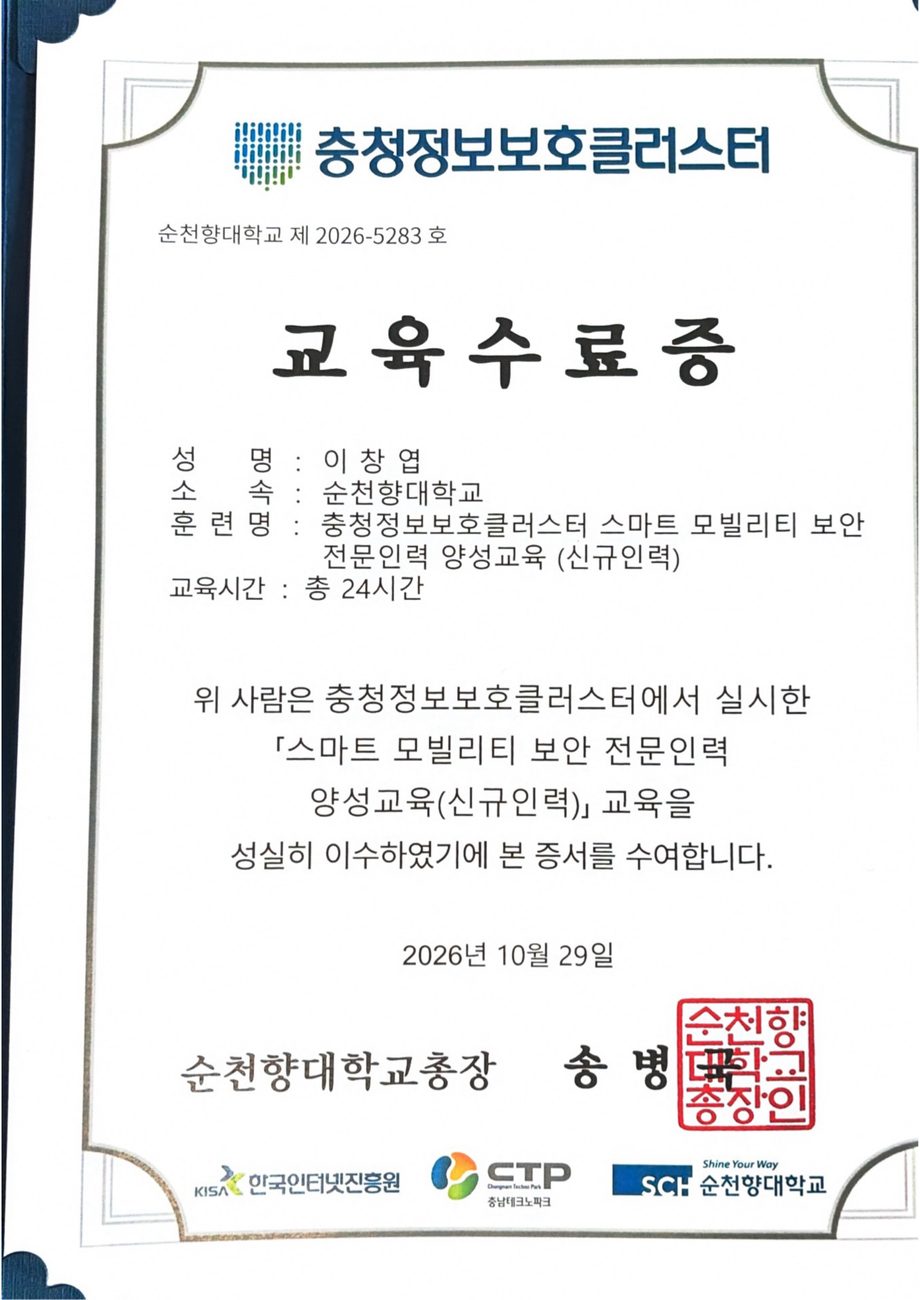 충청정보보호클러스터
순천향대학교 제 2026-5283 호
교육수료증
성 명 : 이 창 엽
소 속 : 순천향대학교
훈 련 명 : 충청정보보호클러스터 스마트 모빌리티 보안
전문인력 양성교육 (신규인력)
교육시간 : 총 24시간
위 사람은 충청정보보호클러스터에서 실시한
「스마트 모빌리티 보안 전문인력
양성교육(신규인력)」 교육을
성실히 이수하였기에 본 증서를 수여합니다.
2026년 10월 29일
순천향대학교총장 송 병 국
순천향
대학교
총장인
KISA 한국인터넷진흥원
CTP
Chungnam Techno Park
충남테크노파크
Shine Your Way
SCH 순천향대학교